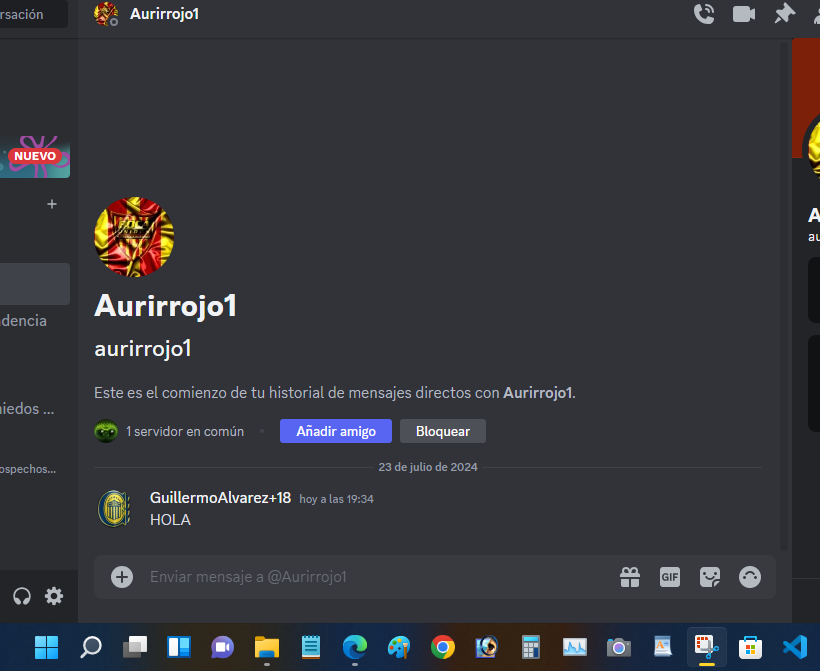 rsación
Aurirrojo1
NUEVO
Aurirrojo1
aurirrojo1
Este es el comienzo de tu historial de mensajes directos con Aurirrojo1.
1 servidor en común
Añadir amigo
Bloquear
23 de julio de 2024
GuillermoAlvarez+18 hoy a las 19:34
HOLA
Enviar mensaje a @Aurirrojo1
GIF
dencia
iedos ...
ospechos...
A
au